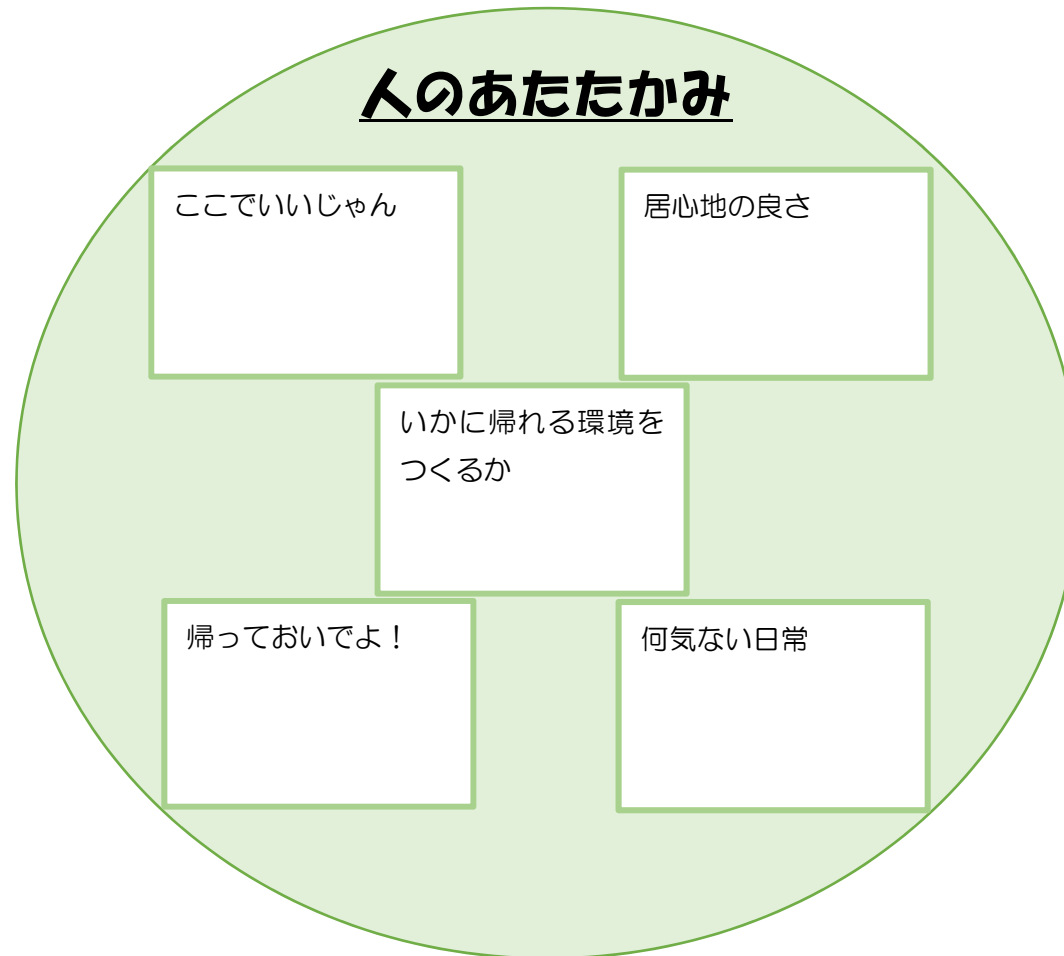 人のあたたかみ
ここでいいじゃん
居心地の良さ
いかに帰れる環境を
つくるか
帰っておいでよ！
何気ない日常